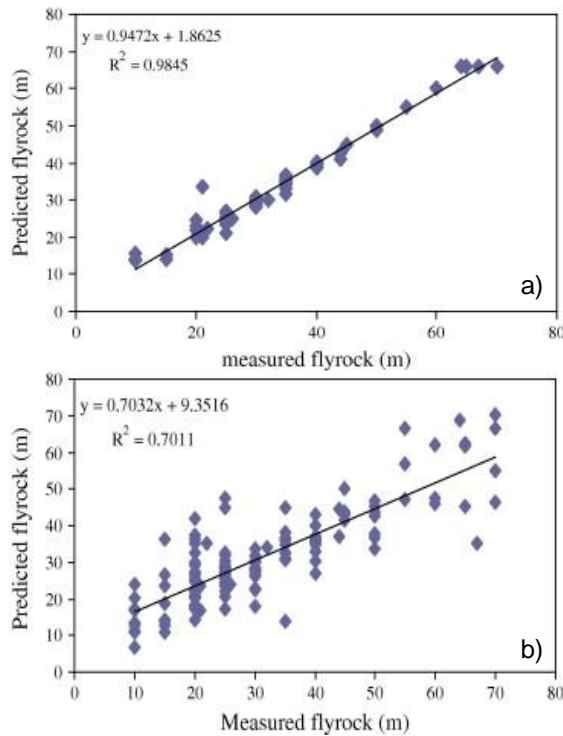 y = 0.9472x + 1.8625
R² = 0.9845
Predicted flyrock (m)
80
70
60
50
40
30
20
10
0
0 20 40 60 80
a)
measured flyrock (m)
y = 0.7032x + 9.3516
R² = 0.7011
Predicted flyrock (m)
80
70
60
50
40
30
20
10
0
0 10 20 30 40 50 60 70 80
b)
Measured flyrock (m)